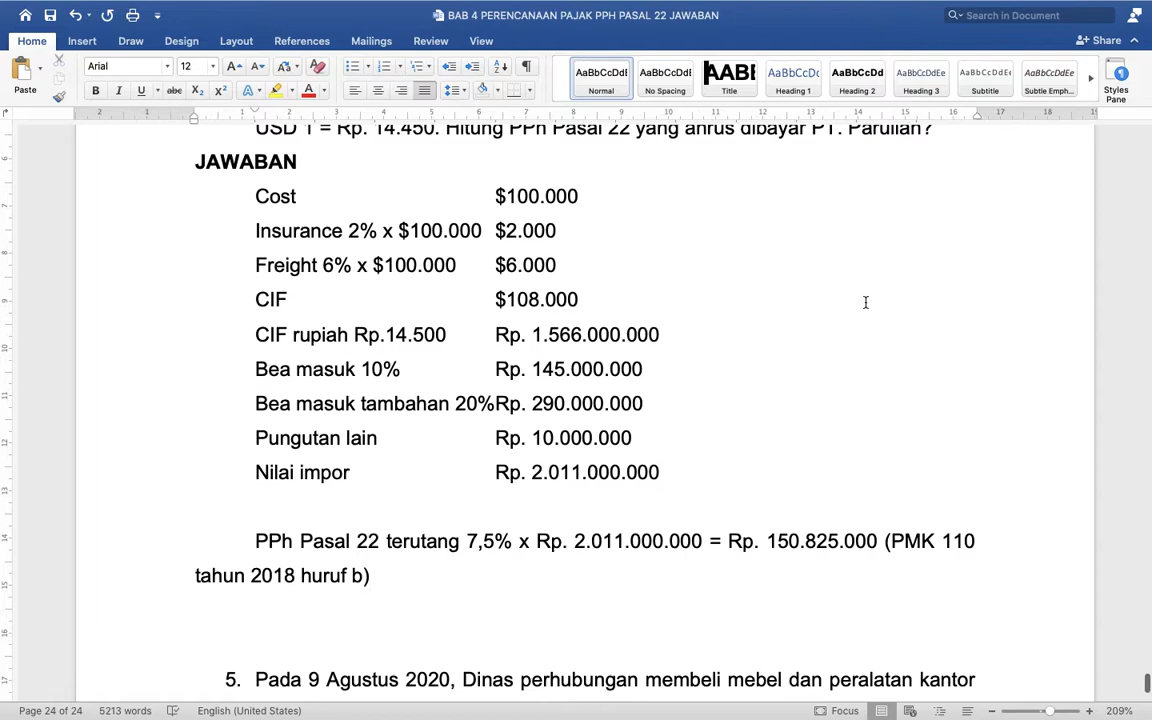 BAB 4 PERENCANAAN PAJAK PPH PASAL 22 JAWABAN
Search in Document
Home Insert Draw Design Layout References Mailings Review View
Share
Paste
Arial 12
AaBbCcDdE Normal
AaBbCcDdE No Spacing
AaBb Title
AaBbCcDc Heading 1
AaBbCcDd Heading 2
AaBbCcDdEe Heading 3
AaBbCcDdEe Subtitle
AaBbCcDdEe Subtle Emph...
Styles Pane
USD 1 = Rp. 14.450. Hitung PPh Pasal 22 yang ahrus dibayar PT. Parulian?
JAWABAN
Cost $100.000
Insurance 2% x $100.000 $2.000
Freight 6% x $100.000 $6.000
CIF $108.000
CIF rupiah Rp.14.500 Rp. 1.566.000.000
Bea masuk 10% Rp. 145.000.000
Bea masuk tambahan 20% Rp. 290.000.000
Pungutan lain Rp. 10.000.000
Nilai impor Rp. 2.011.000.000
PPh Pasal 22 terutang 7,5% x Rp. 2.011.000.000 = Rp. 150.825.000 (PMK 110
tahun 2018 huruf b)
5. Pada 9 Agustus 2020, Dinas perhubungan membeli mebel dan peralatan kantor
Page 24 of 24 5213 words English (United States) Focus 209%